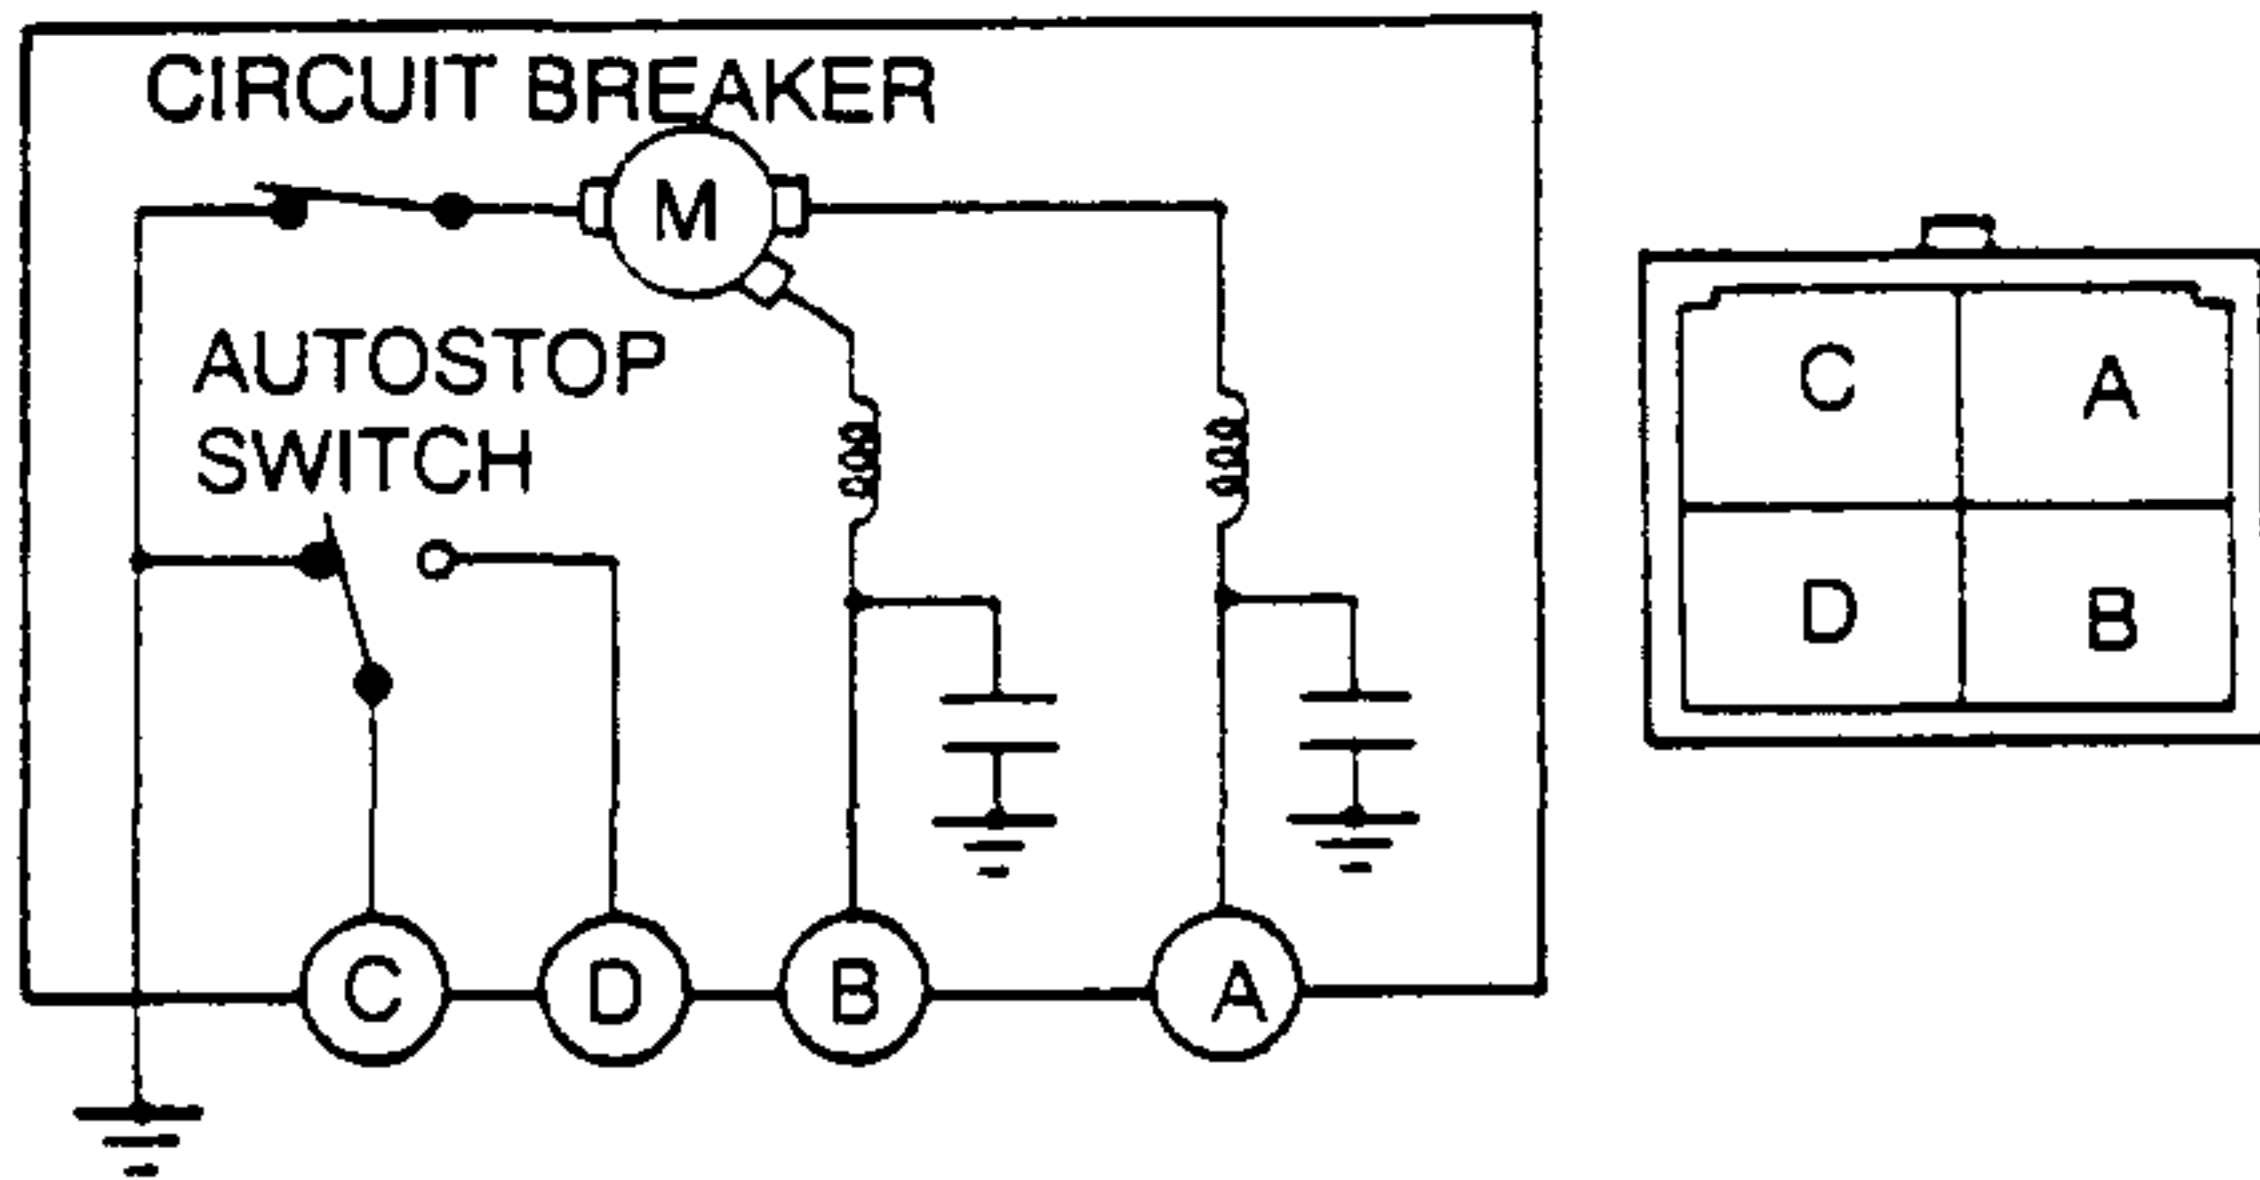 CIRCUIT BREAKER
M
AUTOSTOP
SWITCH
C D B A
C A
D B